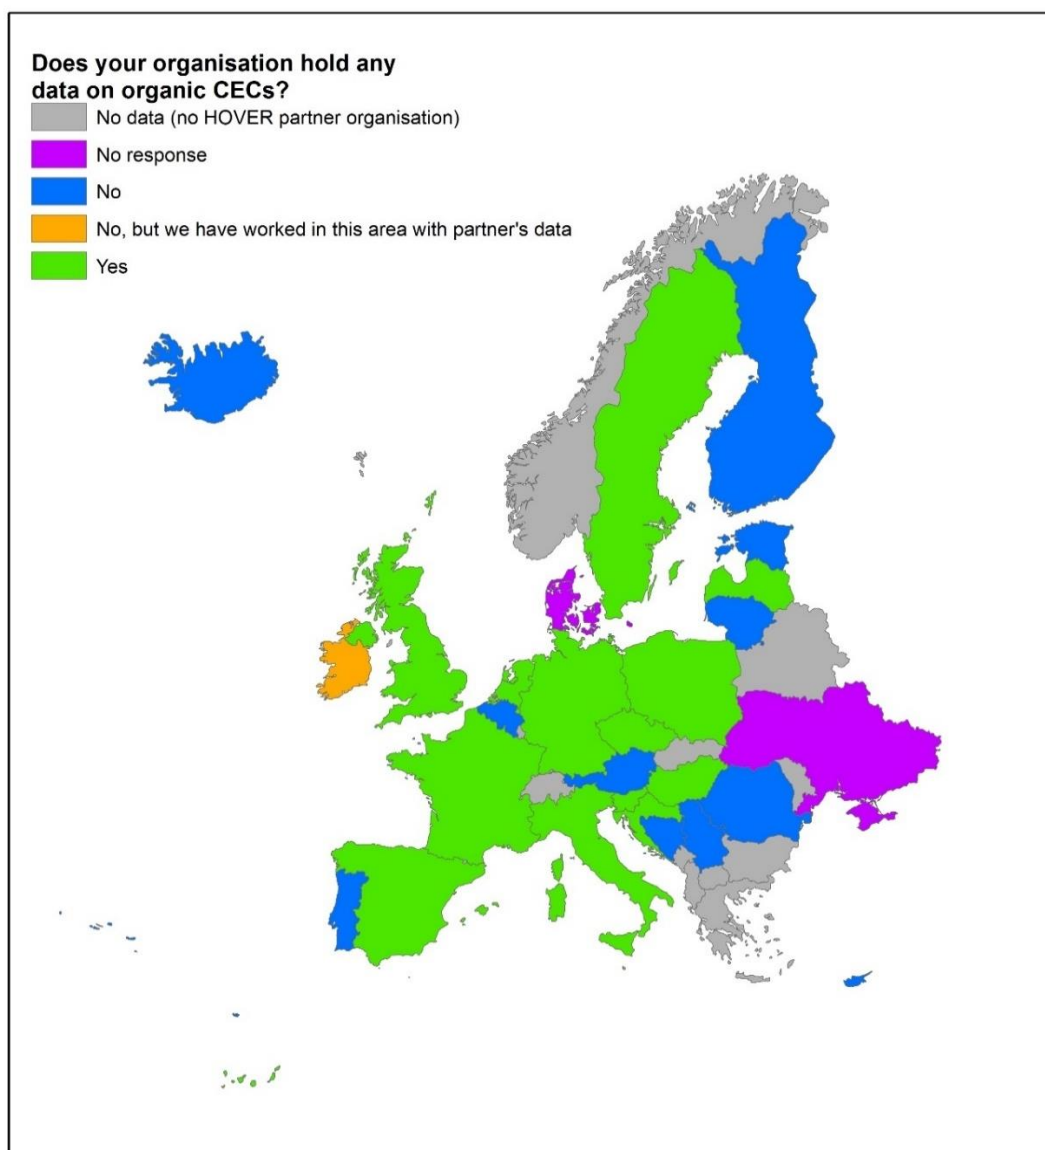 Does your organisation hold any
data on organic CECs?
No data (no HOVER partner organisation)
No response
No
No, but we have worked in this area with partner's data
Yes